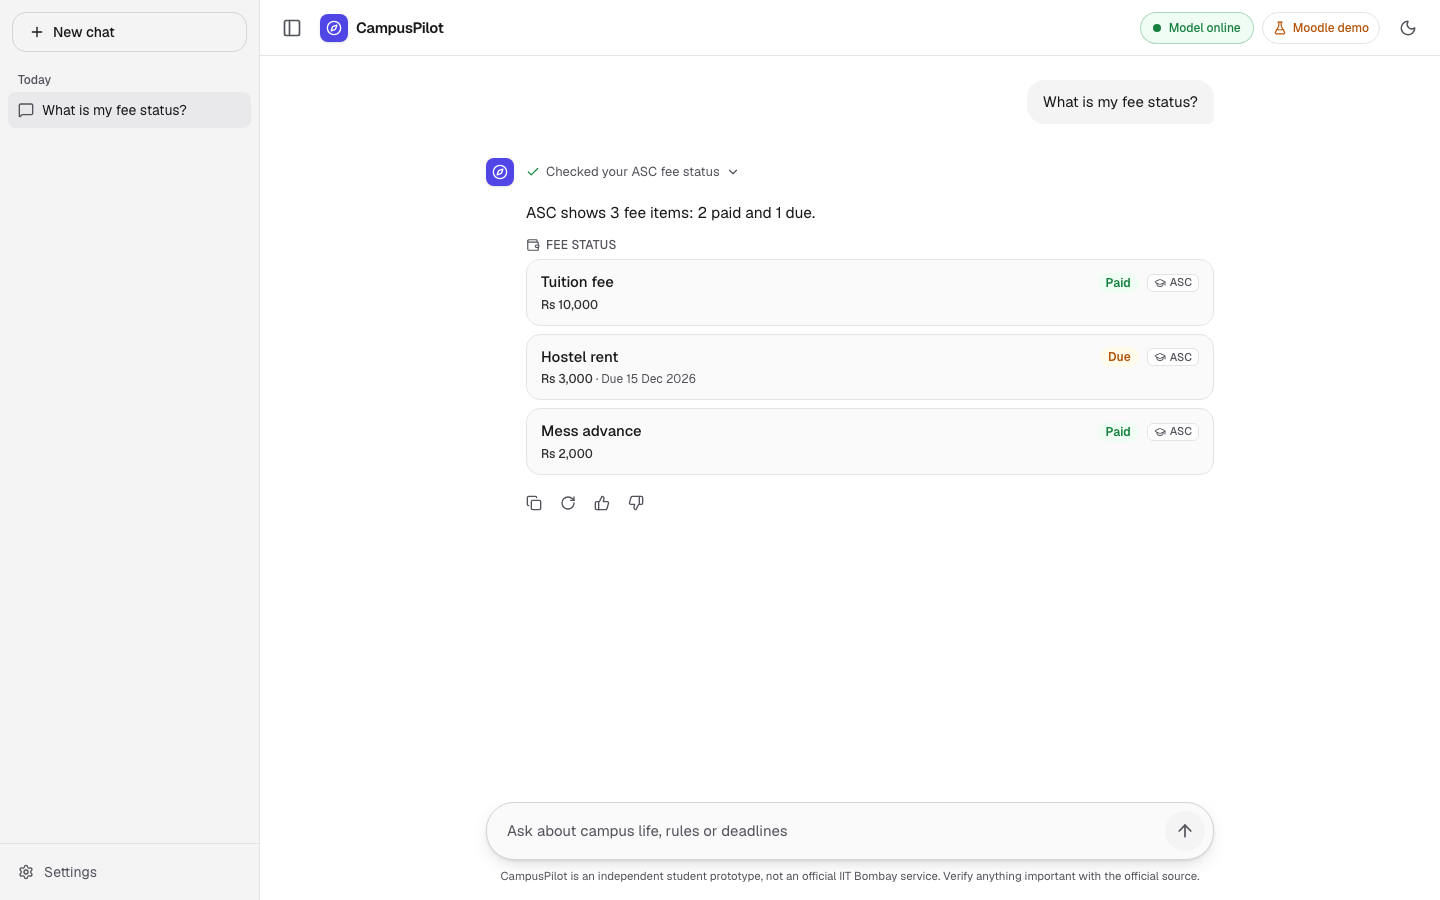 New chat
Today
What is my fee status?
Settings
CampusPilot
Model online
Moodle demo
What is my fee status?
Checked your ASC fee status
ASC shows 3 fee items: 2 paid and 1 due.
FEE STATUS
Tuition fee
Paid
ASC
Rs 10,000
Hostel rent
Due
ASC
Rs 3,000 · Due 15 Dec 2026
Mess advance
Paid
ASC
Rs 2,000
Ask about campus life, rules or deadlines
CampusPilot is an independent student prototype, not an official IIT Bombay service. Verify anything important with the official source.